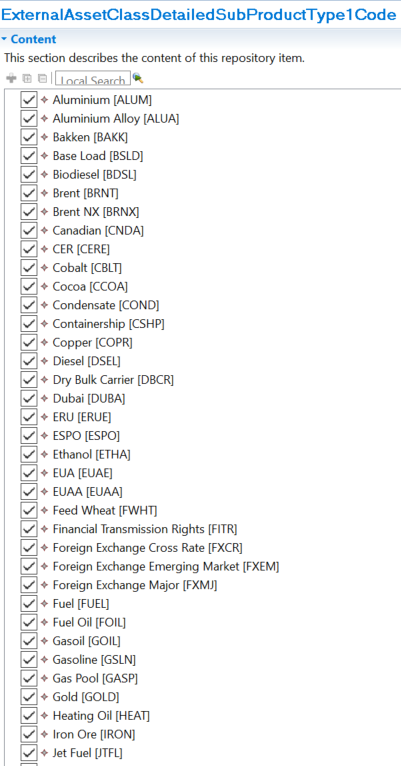 ExternalAssetClassDetailedSubProductType1Code
Content
This section describes the content of this repository item.
Local Search
Aluminium [ALUM]
Aluminium Alloy [ALUA]
Bakken [BAKK]
Base Load [BSLD]
Biodiesel [BDSL]
Brent [BRNT]
Brent NX [BRNX]
Canadian [CNDA]
CER [CERE]
Cobalt [CBLT]
Cocoa [CCOA]
Condensate [COND]
Containership [CSHP]
Copper [COPR]
Diesel [DSEL]
Dry Bulk Carrier [DBCR]
Dubai [DUBA]
ERU [ERUE]
ESPO [ESPO]
Ethanol [ETHA]
EUA [EUAE]
EUAA [EUAA]
Feed Wheat [FWHT]
Financial Transmission Rights [FITR]
Foreign Exchange Cross Rate [FXCR]
Foreign Exchange Emerging Market [FXEM]
Foreign Exchange Major [FXMJ]
Fuel [FUEL]
Fuel Oil [FOIL]
Gasoil [GOIL]
Gasoline [GSLN]
Gas Pool [GASP]
Gold [GOLD]
Heating Oil [HEAT]
Iron Ore [IRON]
Jet Fuel [JTFL]